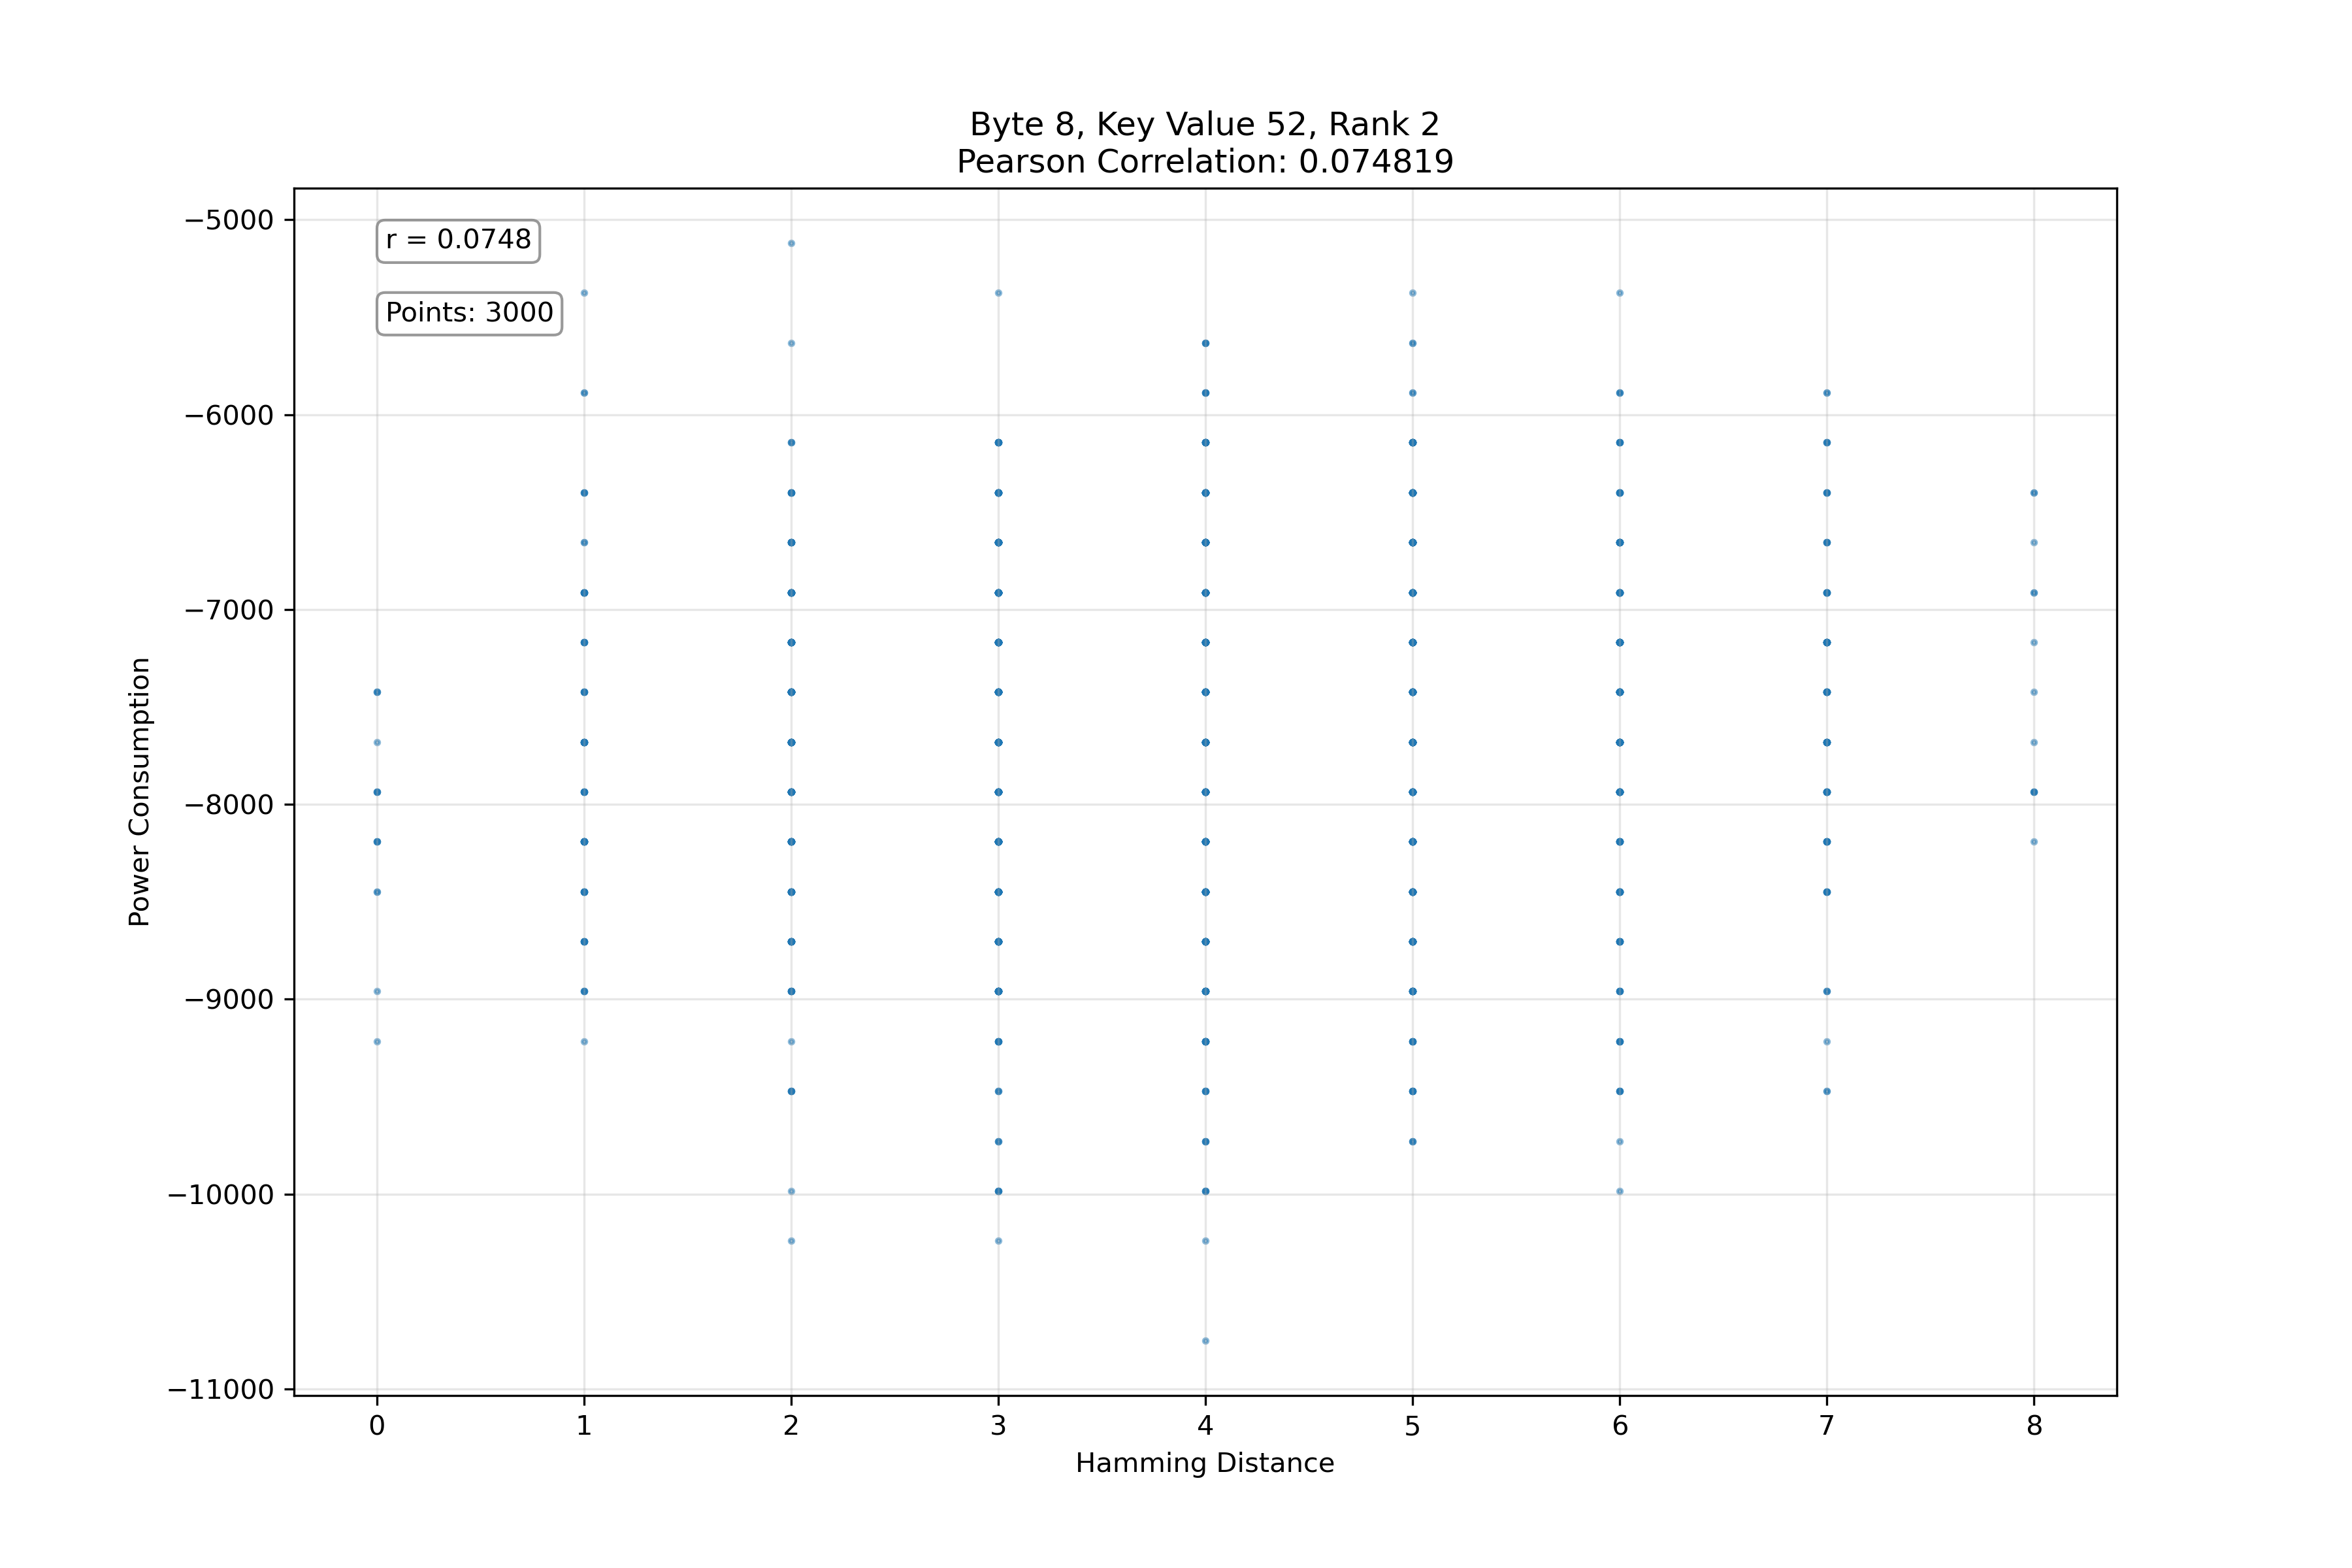 Byte 8, Key Value 52, Rank 2
Pearson Correlation: 0.074819
r = 0.0748
Points: 3000
Power Consumption
−5000
−6000
−7000
−8000
−9000
−10000
−11000
0 1 2 3 4 5 6 7 8
Hamming Distance